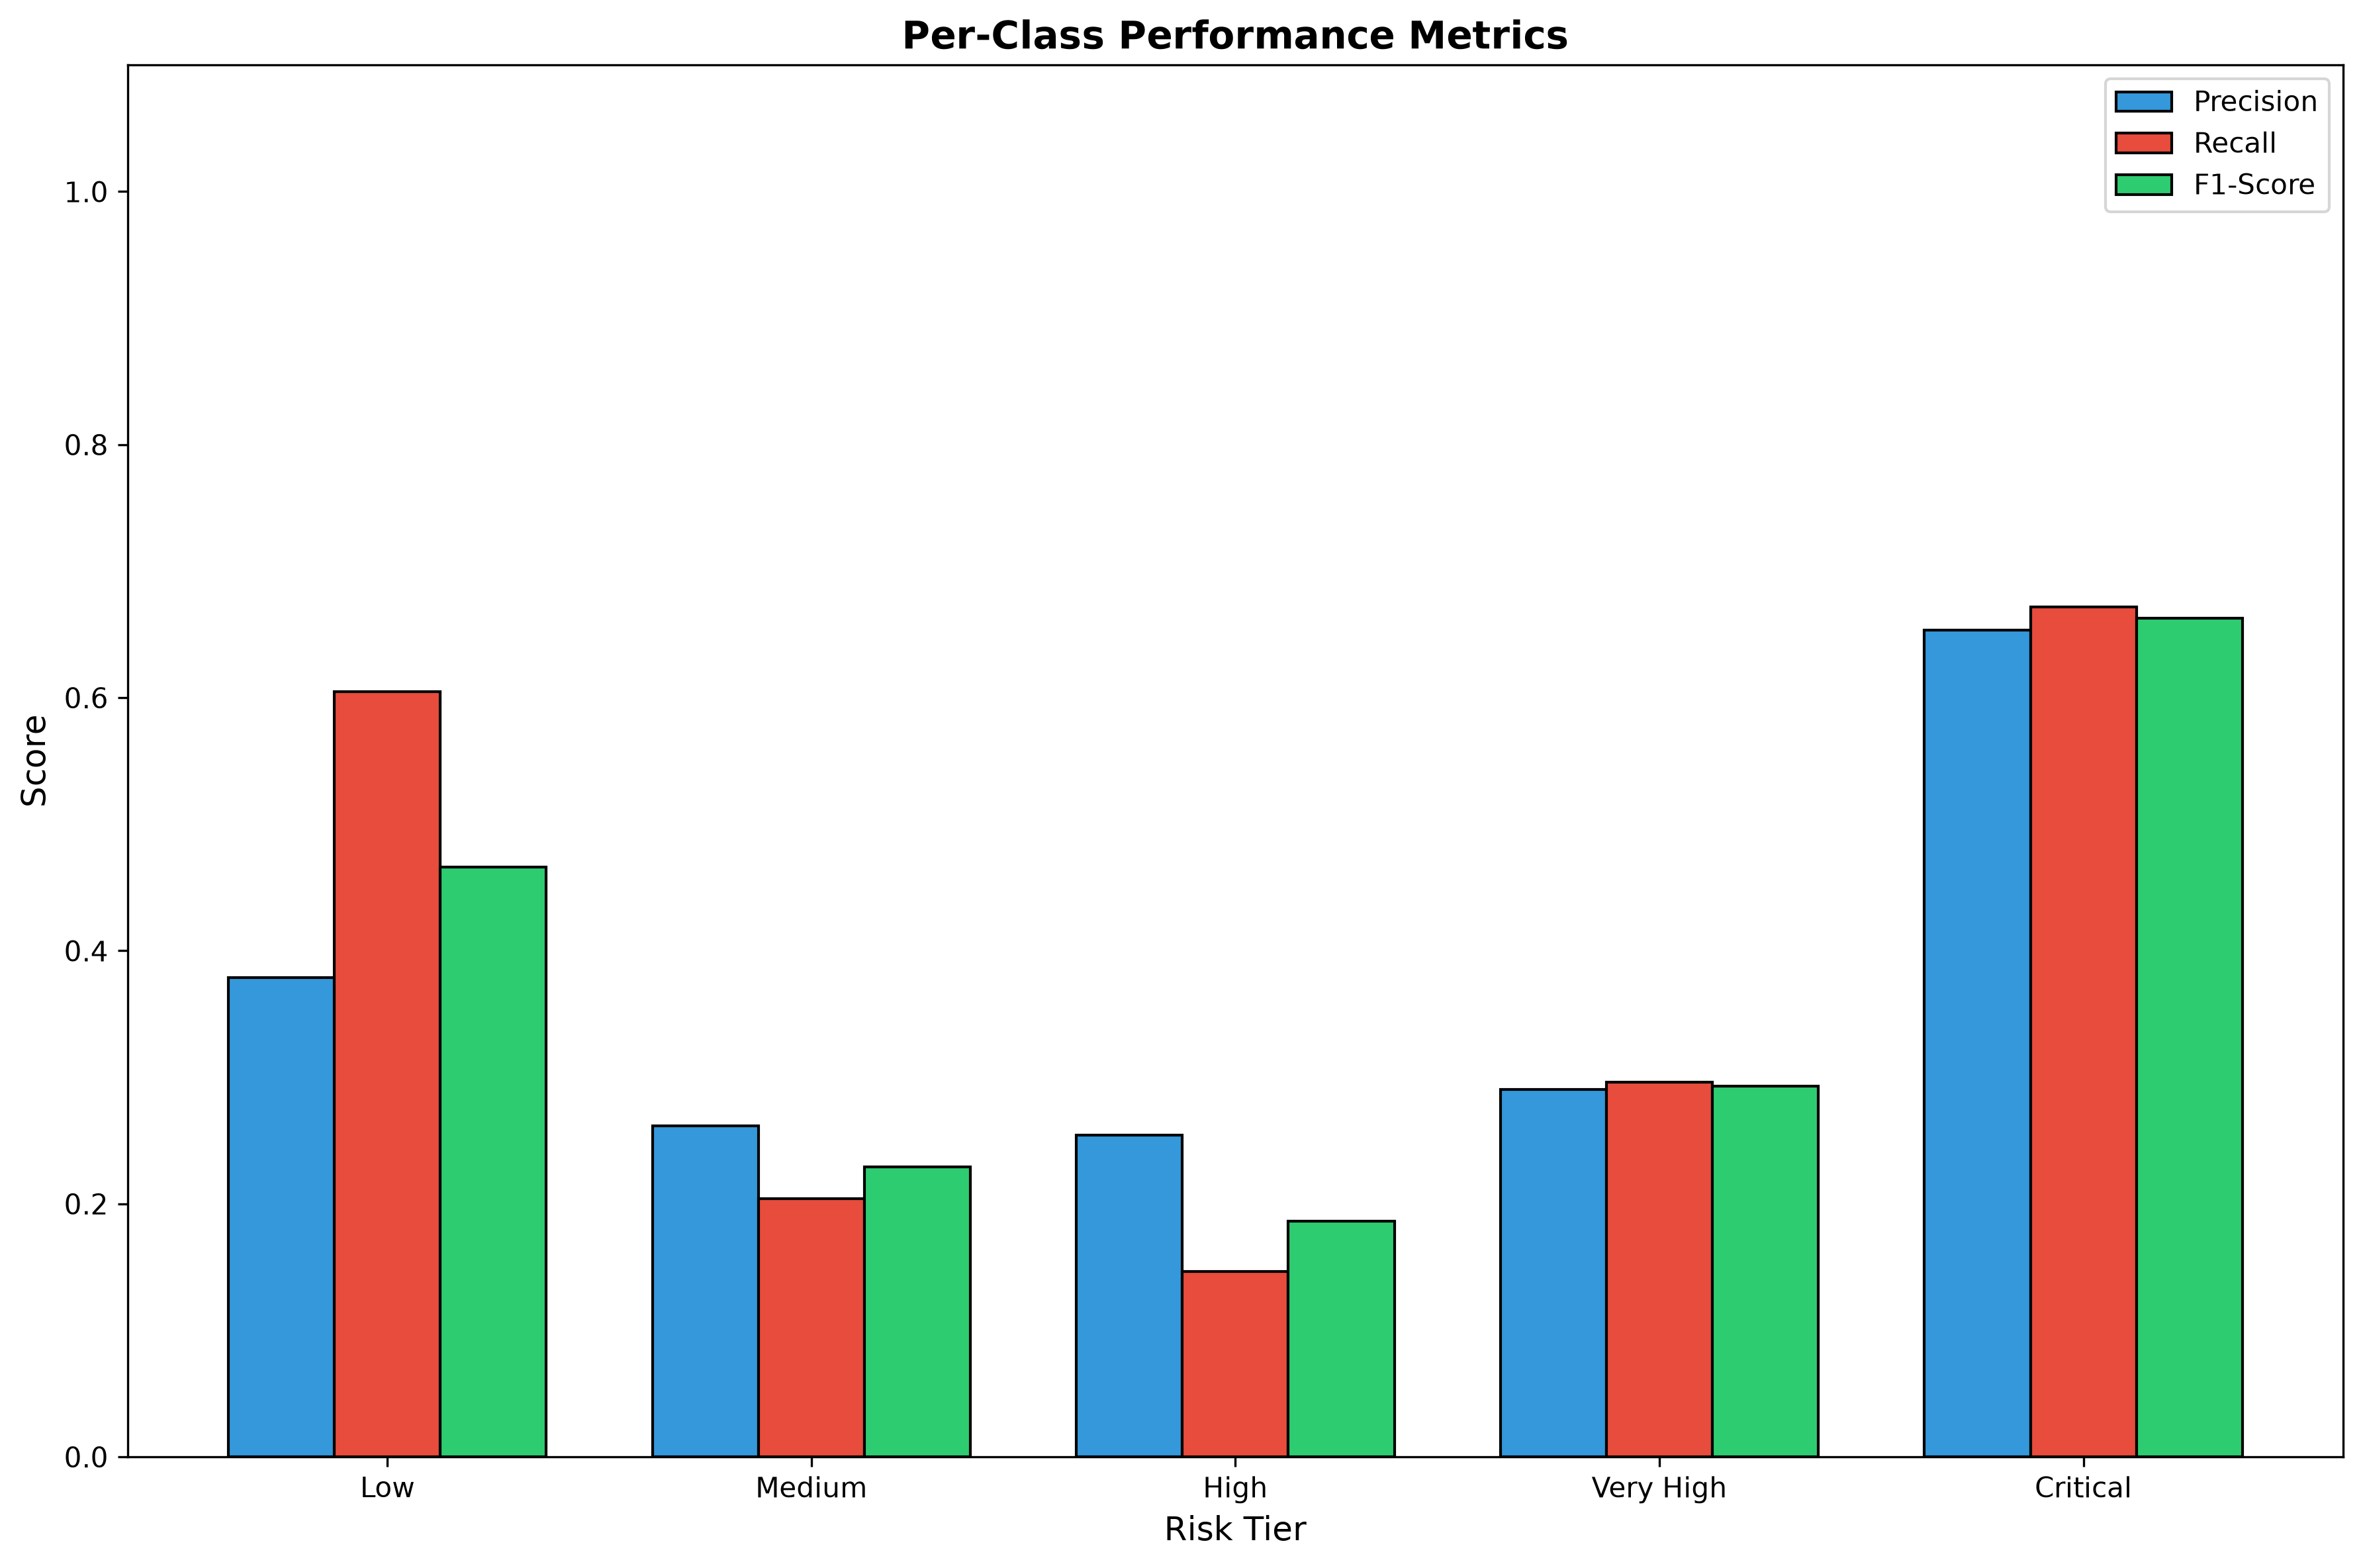 Per-Class Performance Metrics
Precision
Recall
F1-Score
1.0
0.8
0.6
0.4
0.2
0.0
Score
Low
Medium
High
Very High
Critical
Risk Tier